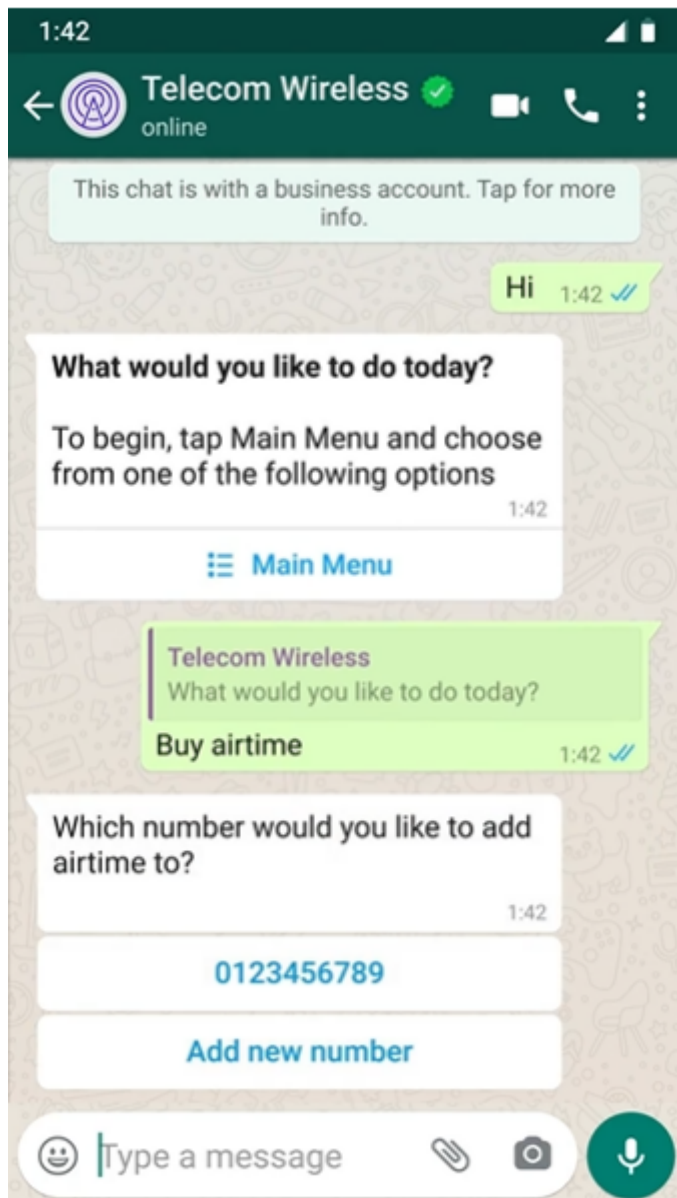 1:42
Telecom Wireless
online
This chat is with a business account. Tap for more
info.
Hi 1:42
What would you like to do today?
To begin, tap Main Menu and choose
from one of the following options
1:42
Main Menu
Telecom Wireless
What would you like to do today?
Buy airtime 1:42
Which number would you like to add
airtime to?
1:42
0123456789
Add new number
Type a message